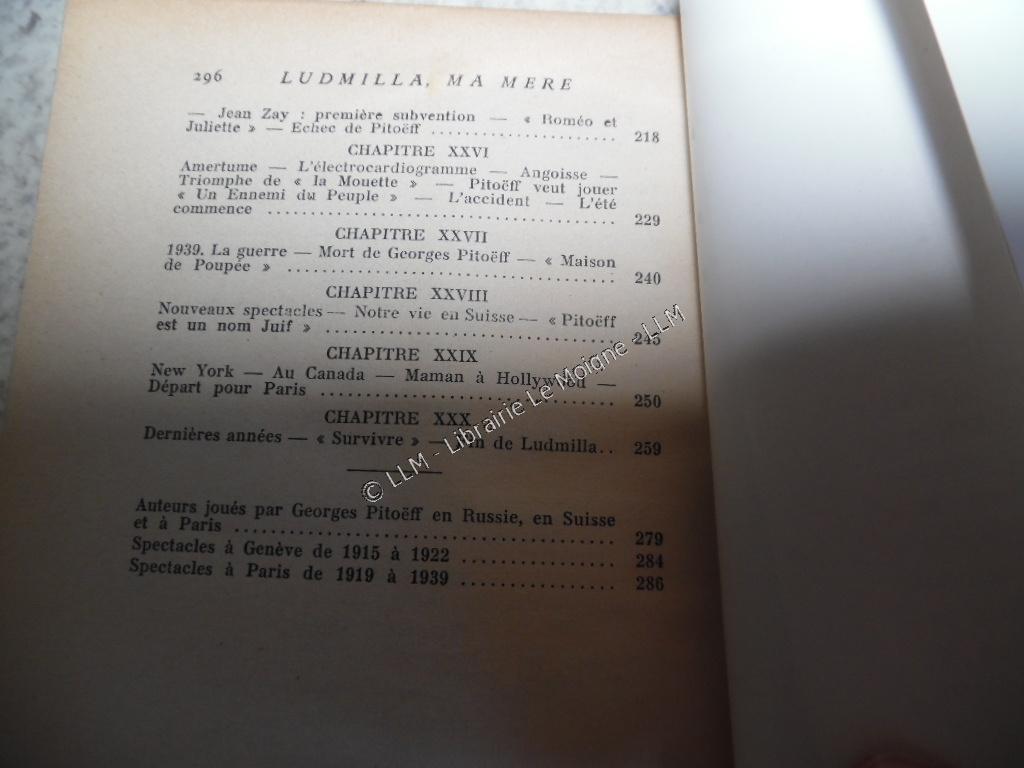 296 LUDMILLA, MA MERE
— Jean Zay : première subvention — « Roméo et
Juliette » — Echec de Pitoëff ........................ 218
CHAPITRE XXVI
Amertume — L'électrocardiogramme — Angoisse —
Triomphe de « la Mouette » — Pitoëff veut jouer
« Un Ennemi du Peuple » — L'accident — L'été
commence ........................................ 229
CHAPITRE XXVII
1939. La guerre — Mort de Georges Pitoëff — « Maison
de Poupée » ...................................... 240
CHAPITRE XXVIII
Nouveaux spectacles — Notre vie en Suisse — « Pitoëff
est un nom Juif » ................................. 245
CHAPITRE XXIX
New York — Au Canada — Maman à Hollywood —
Départ pour Paris ................................. 250
CHAPITRE XXX
Dernières années — « Survivre » — Fin de Ludmilla.. 259
Auteurs joués par Georges Pitoëff en Russie, en Suisse
et à Paris ........................................ 279
Spectacles à Genève de 1915 à 1922 ................ 284
Spectacles à Paris de 1919 à 1939 ................ 286
© LLM - Librairie Le Moigne - LLM